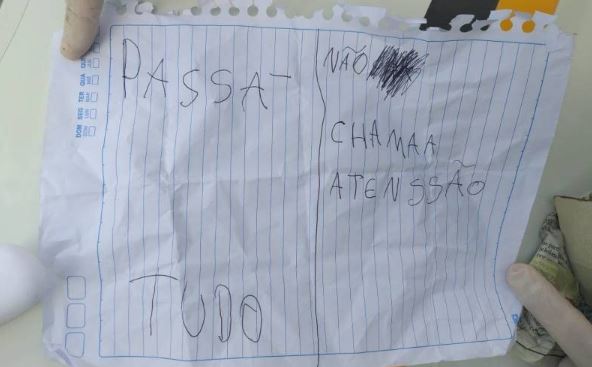 PASSA-
TUDO
NÃO
CHAMAA
ATENSSÃO